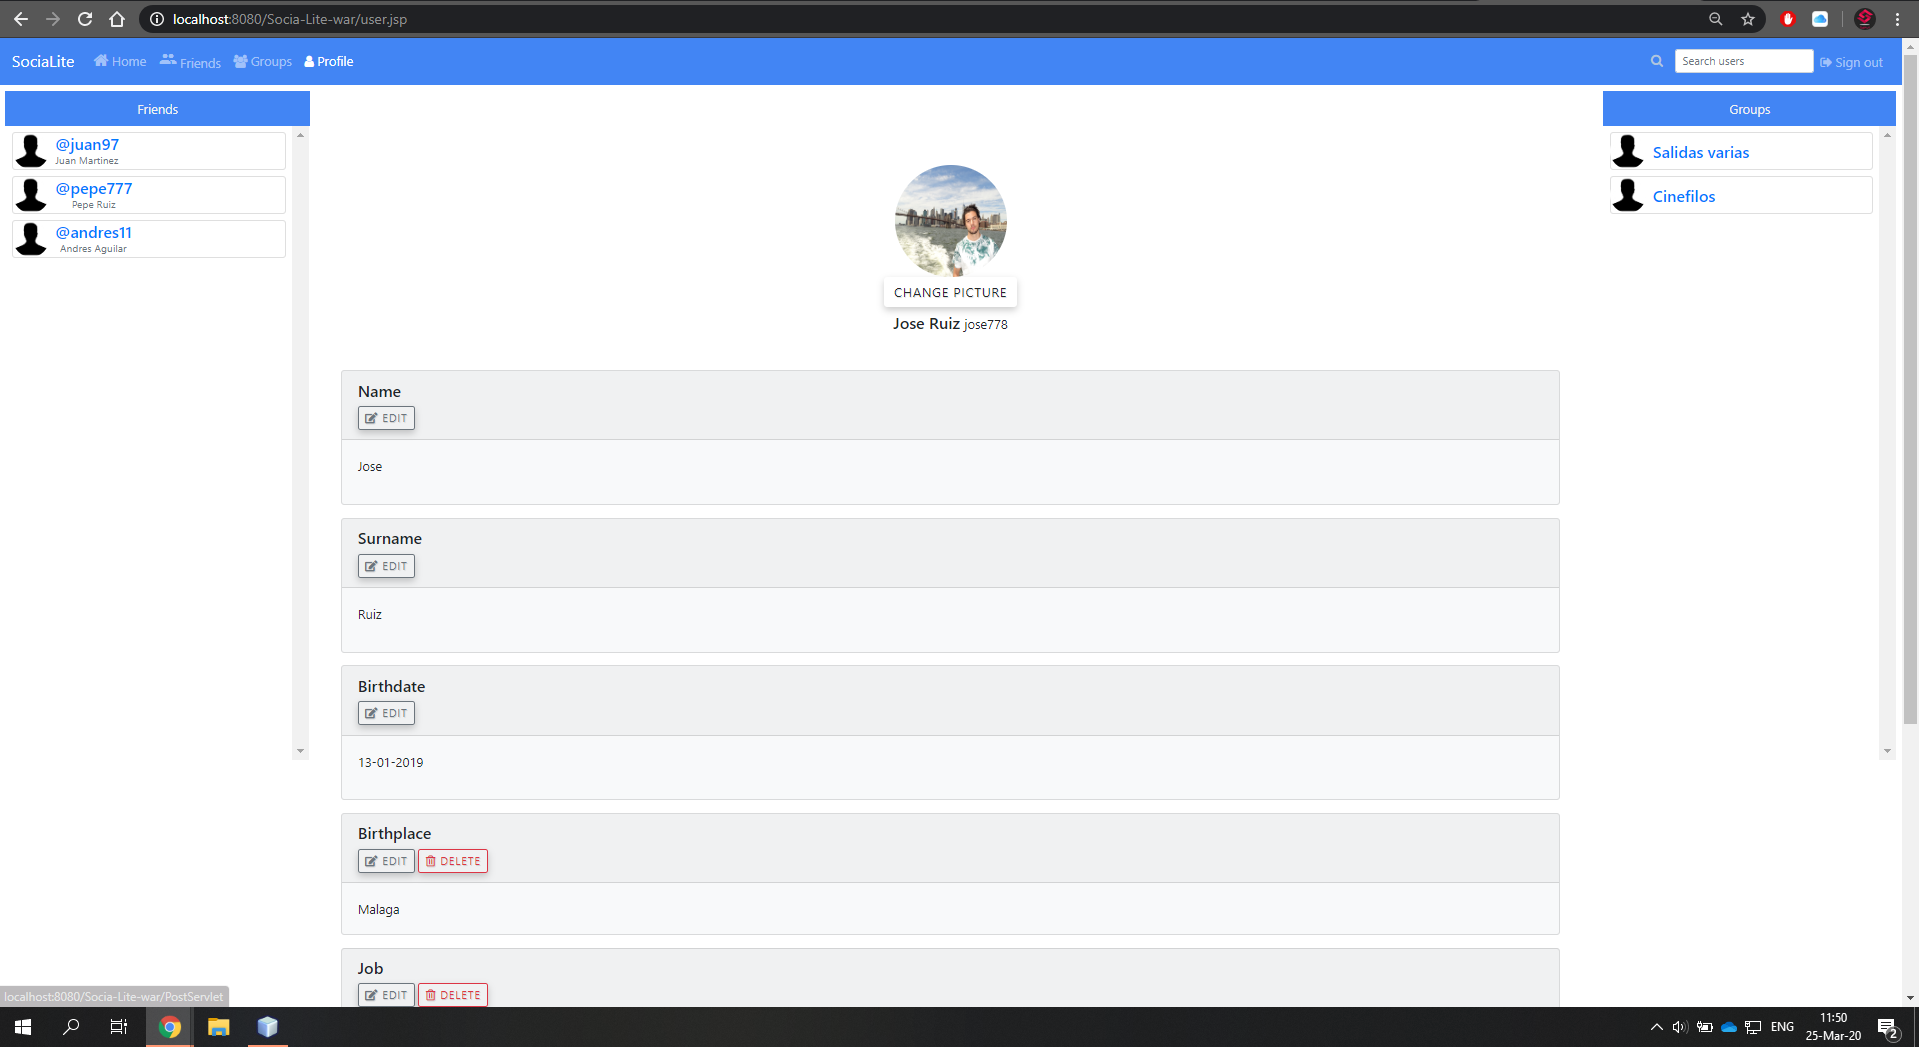 localhost:8080/Socia-Lite-war/user.jsp
SociaLite Home Friends Groups Profile Search users Sign out
Friends
@juan97
Juan Martinez
@pepe777
Pepe Ruiz
@andres11
Andres Aguilar
Groups
Salidas varias
Cinefilos
CHANGE PICTURE
Jose Ruiz jose778
Name
EDIT
Jose
Surname
EDIT
Ruiz
Birthdate
EDIT
13-01-2019
Birthplace
EDIT DELETE
Malaga
Job
EDIT DELETE
localhost:8080/Socia-Lite-war/PostServlet
ENG
11:50
25-Mar-20
2